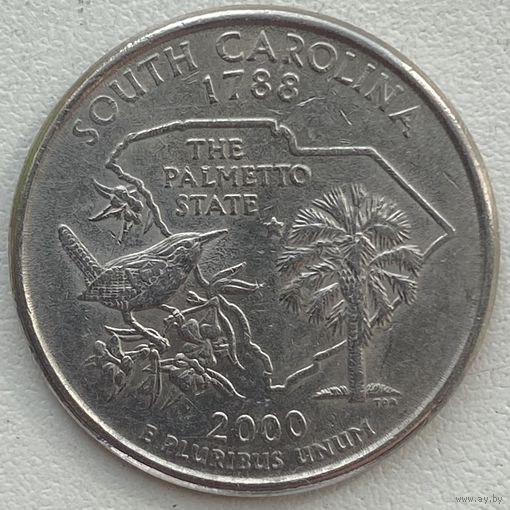 SOUTH CAROLINA
1788
THE
PALMETTO
STATE
2000
E PLURIBUS UNUM
www.ay.by